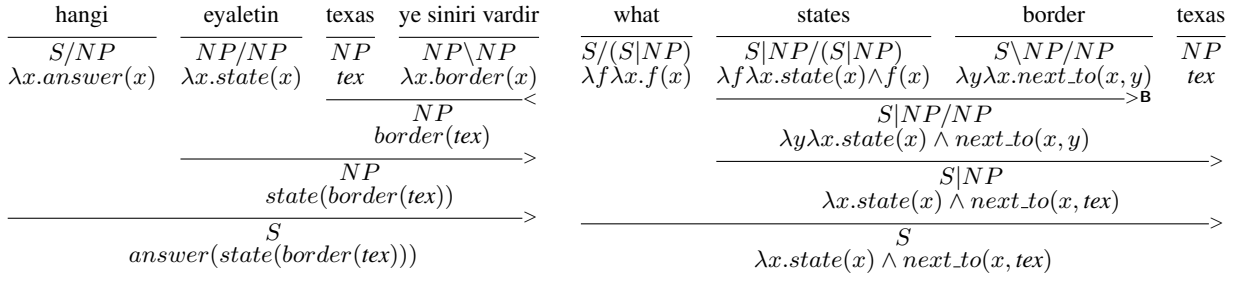 hangi eyaletin texas ye siniri vardir what states border texas
S/NP NP/NP NP NP\NP S/(S|NP) S|NP/(S|NP) S\NP/NP NP
λx.answer(x) λx.state(x) tex λx.border(x) λfλx.f(x) λfλx.state(x)∧f(x) λyλx.next_to(x, y) tex
< >B
NP S|NP/NP
border(tex) λyλx.state(x) ∧ next_to(x, y)
> >
NP S|NP
state(border(tex)) λx.state(x) ∧ next_to(x, tex)
> >
S S
answer(state(border(tex))) λx.state(x) ∧ next_to(x, tex)